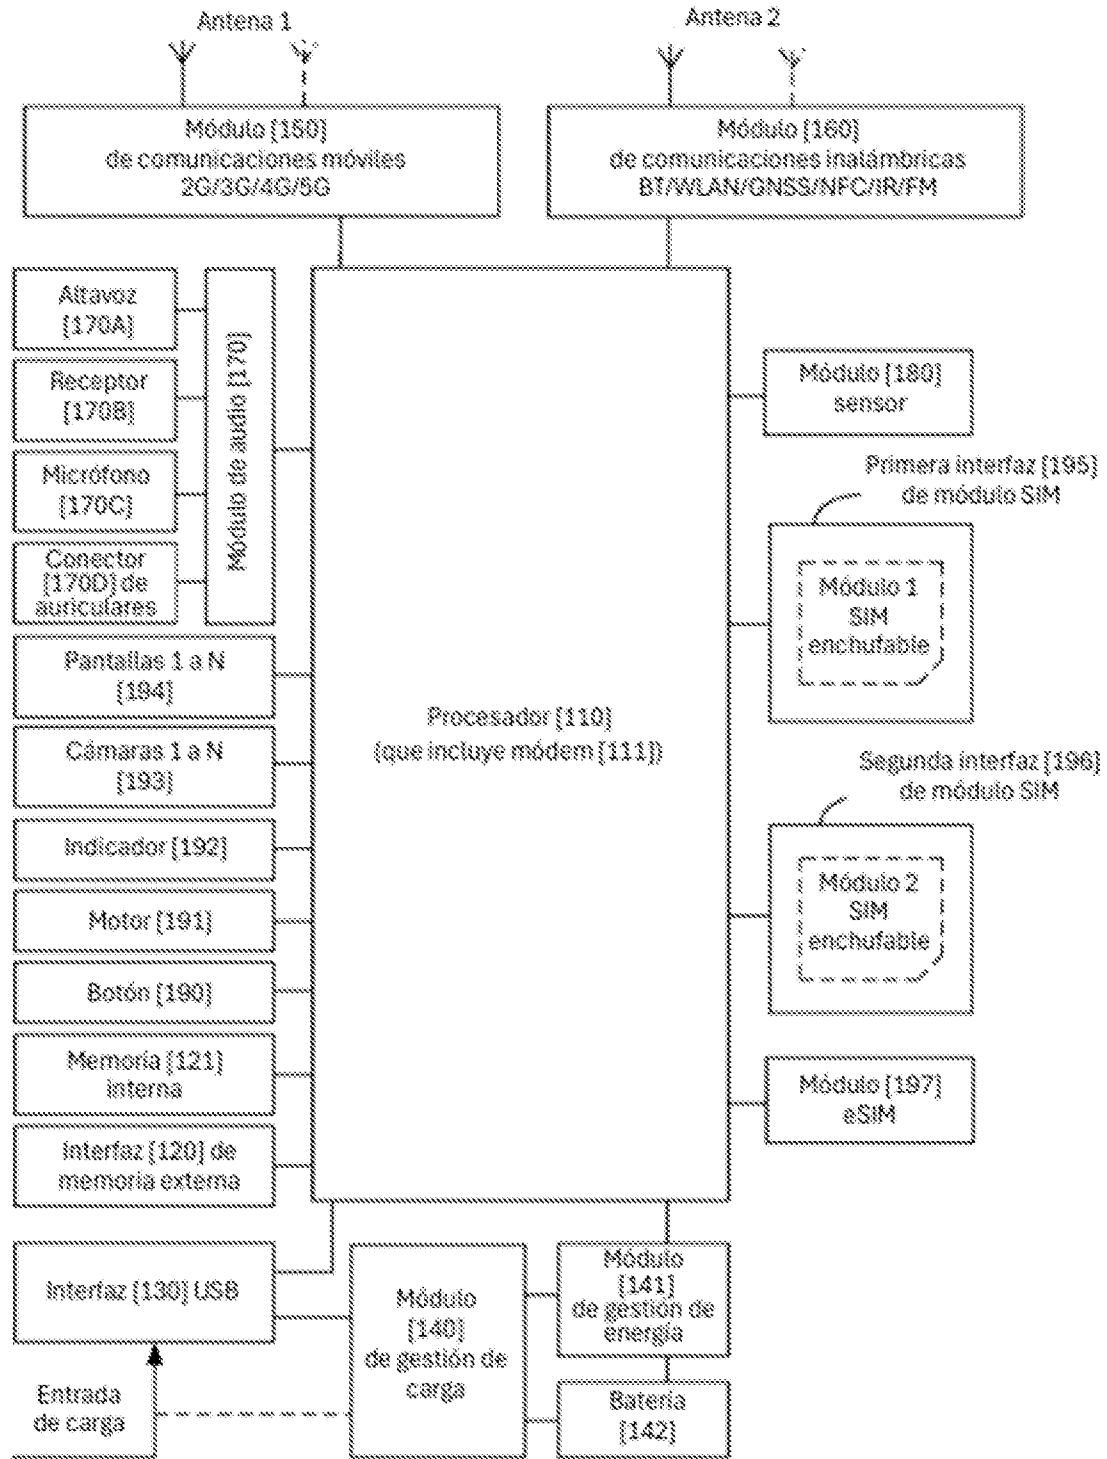 Antena 1
Antena 2
Módulo [150]
de comunicaciones móviles
2G/3G/4G/5G
Módulo [160]
de comunicaciones inalámbricas
BT/WLAN/GNSS/NFC/IR/FM
Altavoz
[170A]
Receptor
[170B]
Micrófono
[170C]
Conector
[170D] de
auriculares
Módulo de audio [170]
Pantallas 1 a N
[194]
Cámaras 1 a N
[193]
Indicador [192]
Motor [191]
Botón [190]
Memoria [121]
interna
Interfaz [120] de
memoria externa
Procesador [110]
(que incluye módem [111])
Módulo [180]
sensor
Primera interfaz [195]
de módulo SIM
Módulo 1
SIM
enchufable
Segunda interfaz [196]
de módulo SIM
Módulo 2
SIM
enchufable
Módulo [197]
eSIM
Interfaz [130] USB
Entrada
de carga
Módulo
[140]
de gestión de
carga
Módulo
[141]
de gestión de
energía
Batería
[142]